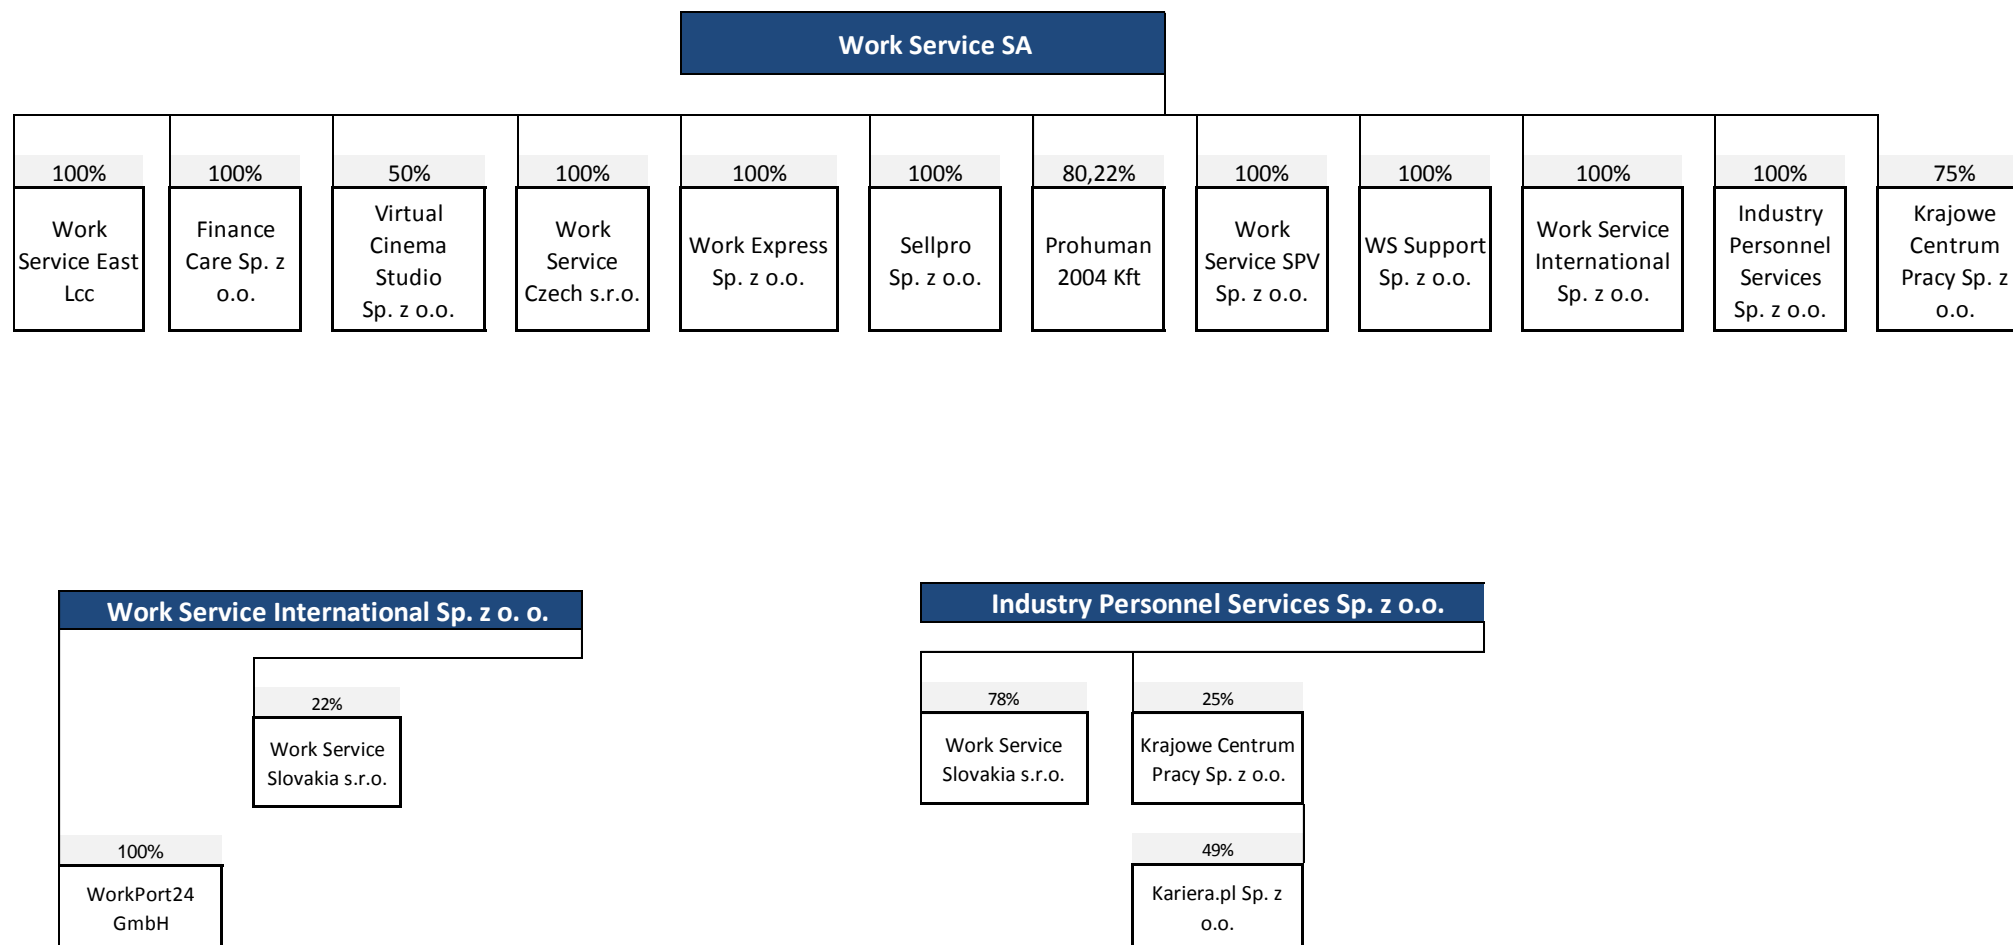 Work Service SA
100%
100%
50%
100%
100%
100%
80,22%
100%
100%
100%
100%
75%
Work
Service East
Lcc
Finance
Care Sp. z
o.o.
Virtual
Cinema
Studio
Sp. z o.o.
Work
Service
Czech s.r.o.
Work Express
Sp. z o.o.
Sellpro
Sp. z o.o.
Prohuman
2004 Kft
Work
Service SPV
Sp. z o.o.
WS Support
Sp. z o.o.
Work Service
International
Sp. z o.o.
Industry
Personnel
Services
Sp. z o.o.
Krajowe
Centrum
Pracy Sp. z
o.o.
Work Service International Sp. z o. o.
22%
Work Service
Slovakia s.r.o.
100%
WorkPort24
GmbH
Industry Personnel Services Sp. z o.o.
78%
Work Service
Slovakia s.r.o.
25%
Krajowe Centrum
Pracy Sp. z o.o.
49%
Kariera.pl Sp. z
o.o.